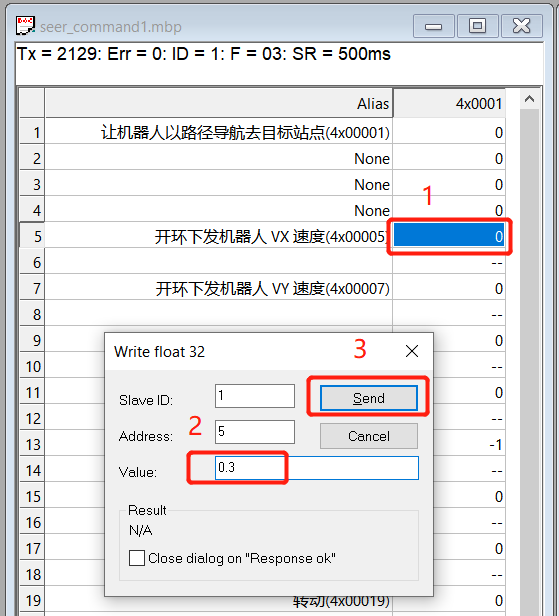 seer_command1.mbp
Tx = 2129: Err = 0: ID = 1: F = 03: SR = 500ms
Alias 4x0001
1 让机器人以路径导航去目标站点(4x00001) 0
2 None 0
3 None 0
4 None 0
1
5 开环下发机器人 VX 速度(4x00005) 0
6 --
7 开环下发机器人 VY 速度(4x00007) 0
8 --
9 0
10 --
11 0
12 --
13 -1
14 --
15 0
16 --
17 0
18 --
19 转动(4x00019) 0
Write float 32
3
Slave ID: 1 Send
2
Address: 5 Cancel
Value: 0.3
Result
N/A
Close dialog on "Response ok"